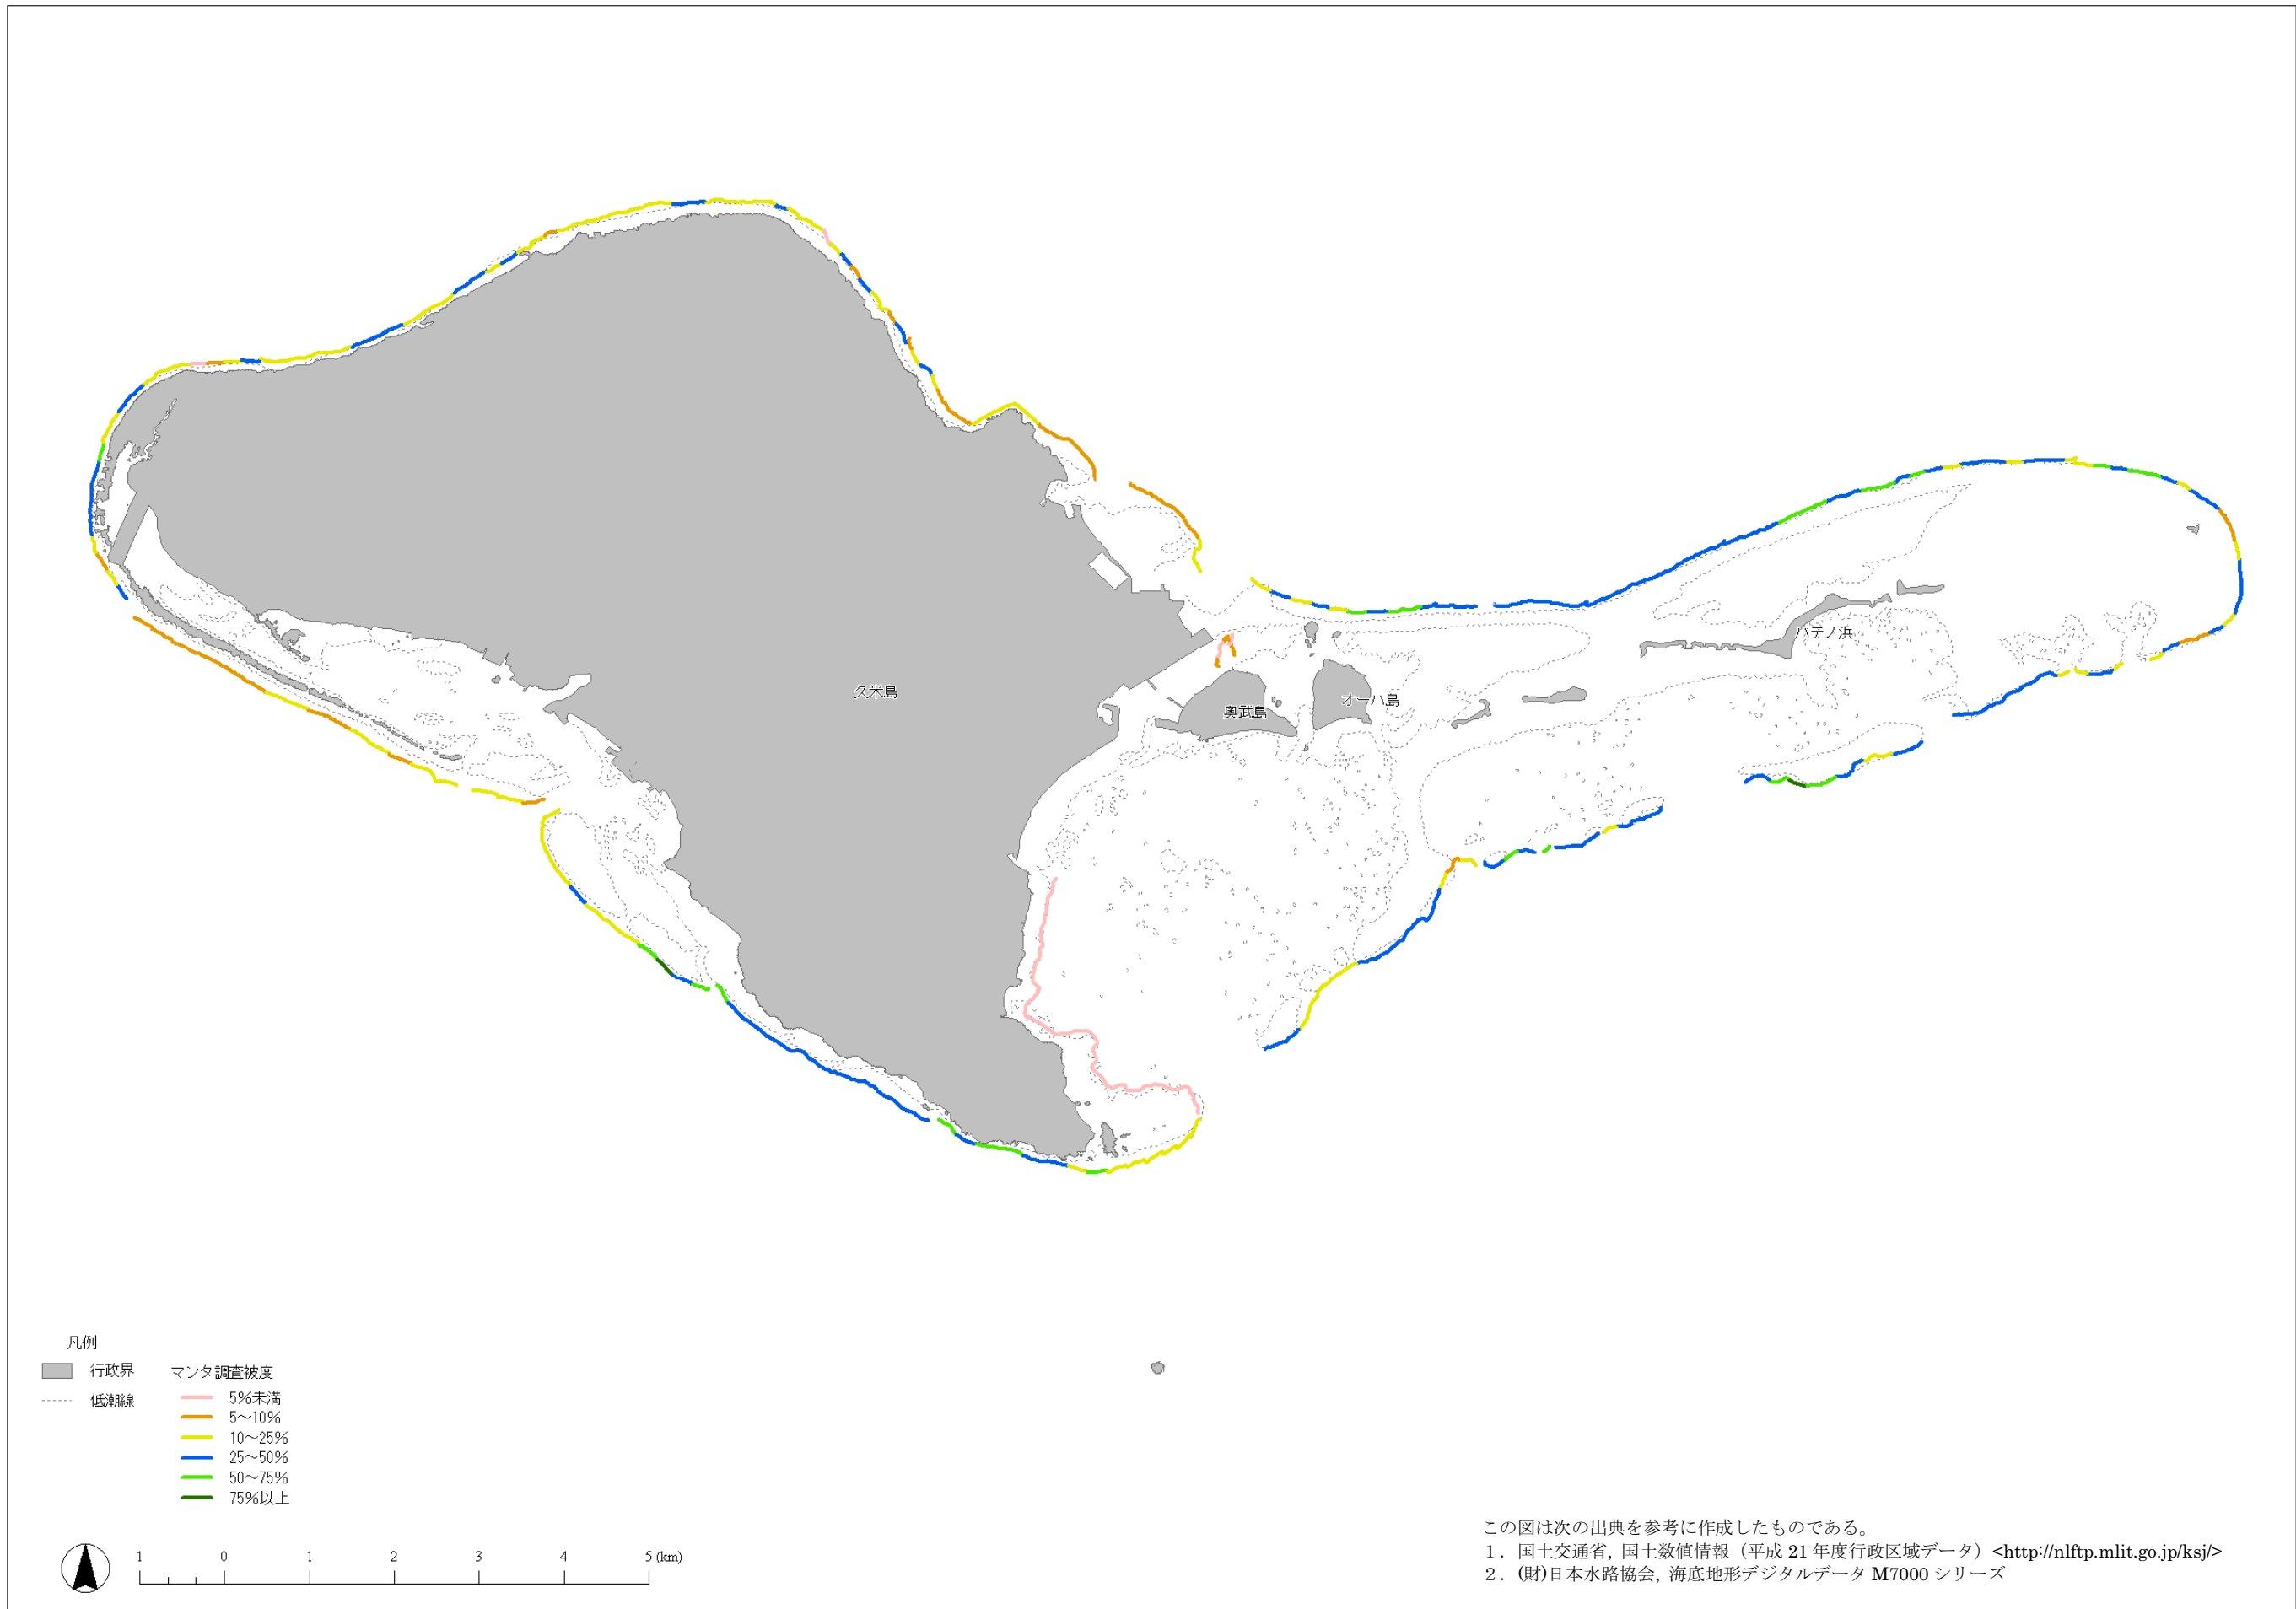 久米島
奥武島
オーハ島
ハテノ浜
凡例
行政界
低潮線
マンタ調査被度
5%未満
5～10%
10～25%
25～50%
50～75%
75%以上
1 0 1 2 3 4 5 (km)
この図は次の出典を参考に作成したものである。
１．国土交通省, 国土数値情報（平成 21 年度行政区域データ）<http://nlftp.mlit.go.jp/ksj/>
２．(財)日本水路協会, 海底地形デジタルデータ M7000 シリーズ